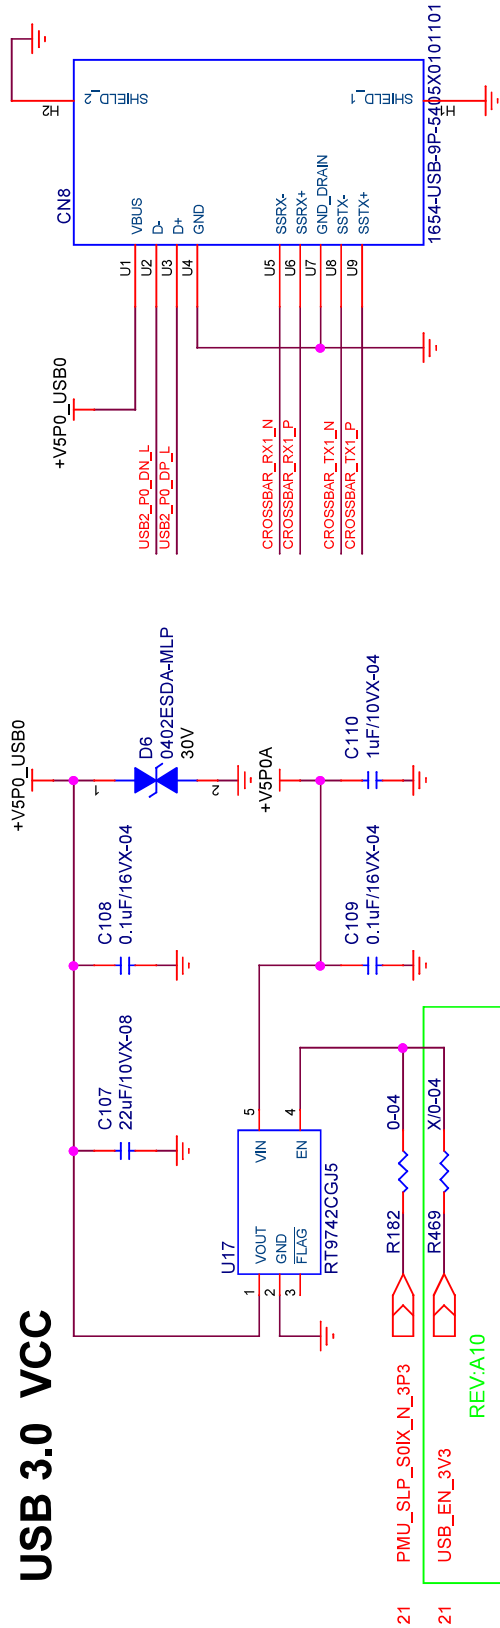 USB 3.0 VCC
+V5P0_USB0
C107
22uF/10VX-08
C108
0.1uF/16VX-04
D6
0402ESDA-MLP
30V
1
2
U17
1
VOUT
2
GND
3
FLAG
VIN
5
EN
4
RT9742CGJ5
+V5P0A
C109
0.1uF/16VX-04
C110
1uF/10VX-04
21
PMU_SLP_S0IX_N_3P3
R182
0-04
21
USB_EN_3V3
R469
X/0-04
REV:A10
+V5P0_USB0
USB2_P0_DN_L
USB2_P0_DP_L
CROSSBAR_RX1_N
CROSSBAR_RX1_P
CROSSBAR_TX1_N
CROSSBAR_TX1_P
CN8
H2
SHIELD_2
U1
VBUS
U2
D-
U3
D+
U4
GND
U5
SSRX-
U6
SSRX+
U7
GND_DRAIN
U8
SSTX-
U9
SSTX+
SHIELD_1
H1
1654-USB-9P-5405X0101101